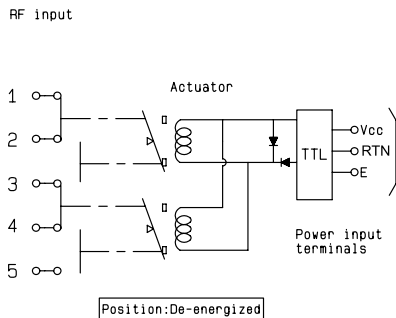 RF input
Actuator
1
2
3
4
5
TTL
Vcc
RTN
E
Power input
terminals
Position:De-energized